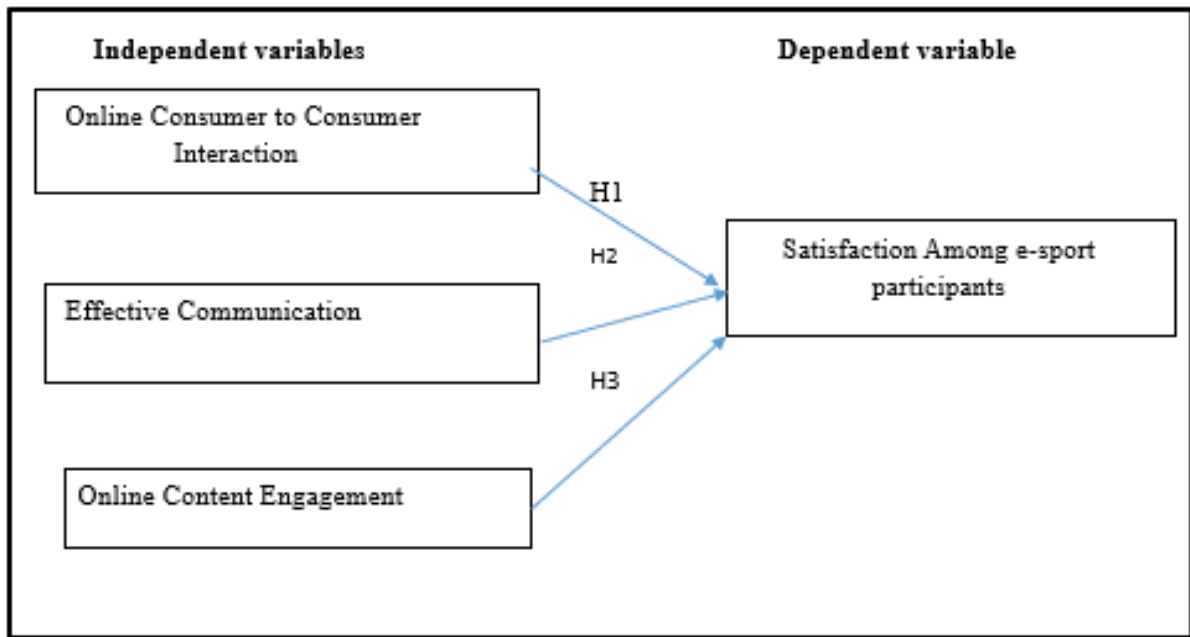 Independent variables
Dependent variable
Online Consumer to Consumer
Interaction
H1
H2
Satisfaction Among e-sport
participants
Effective Communication
H3
Online Content Engagement